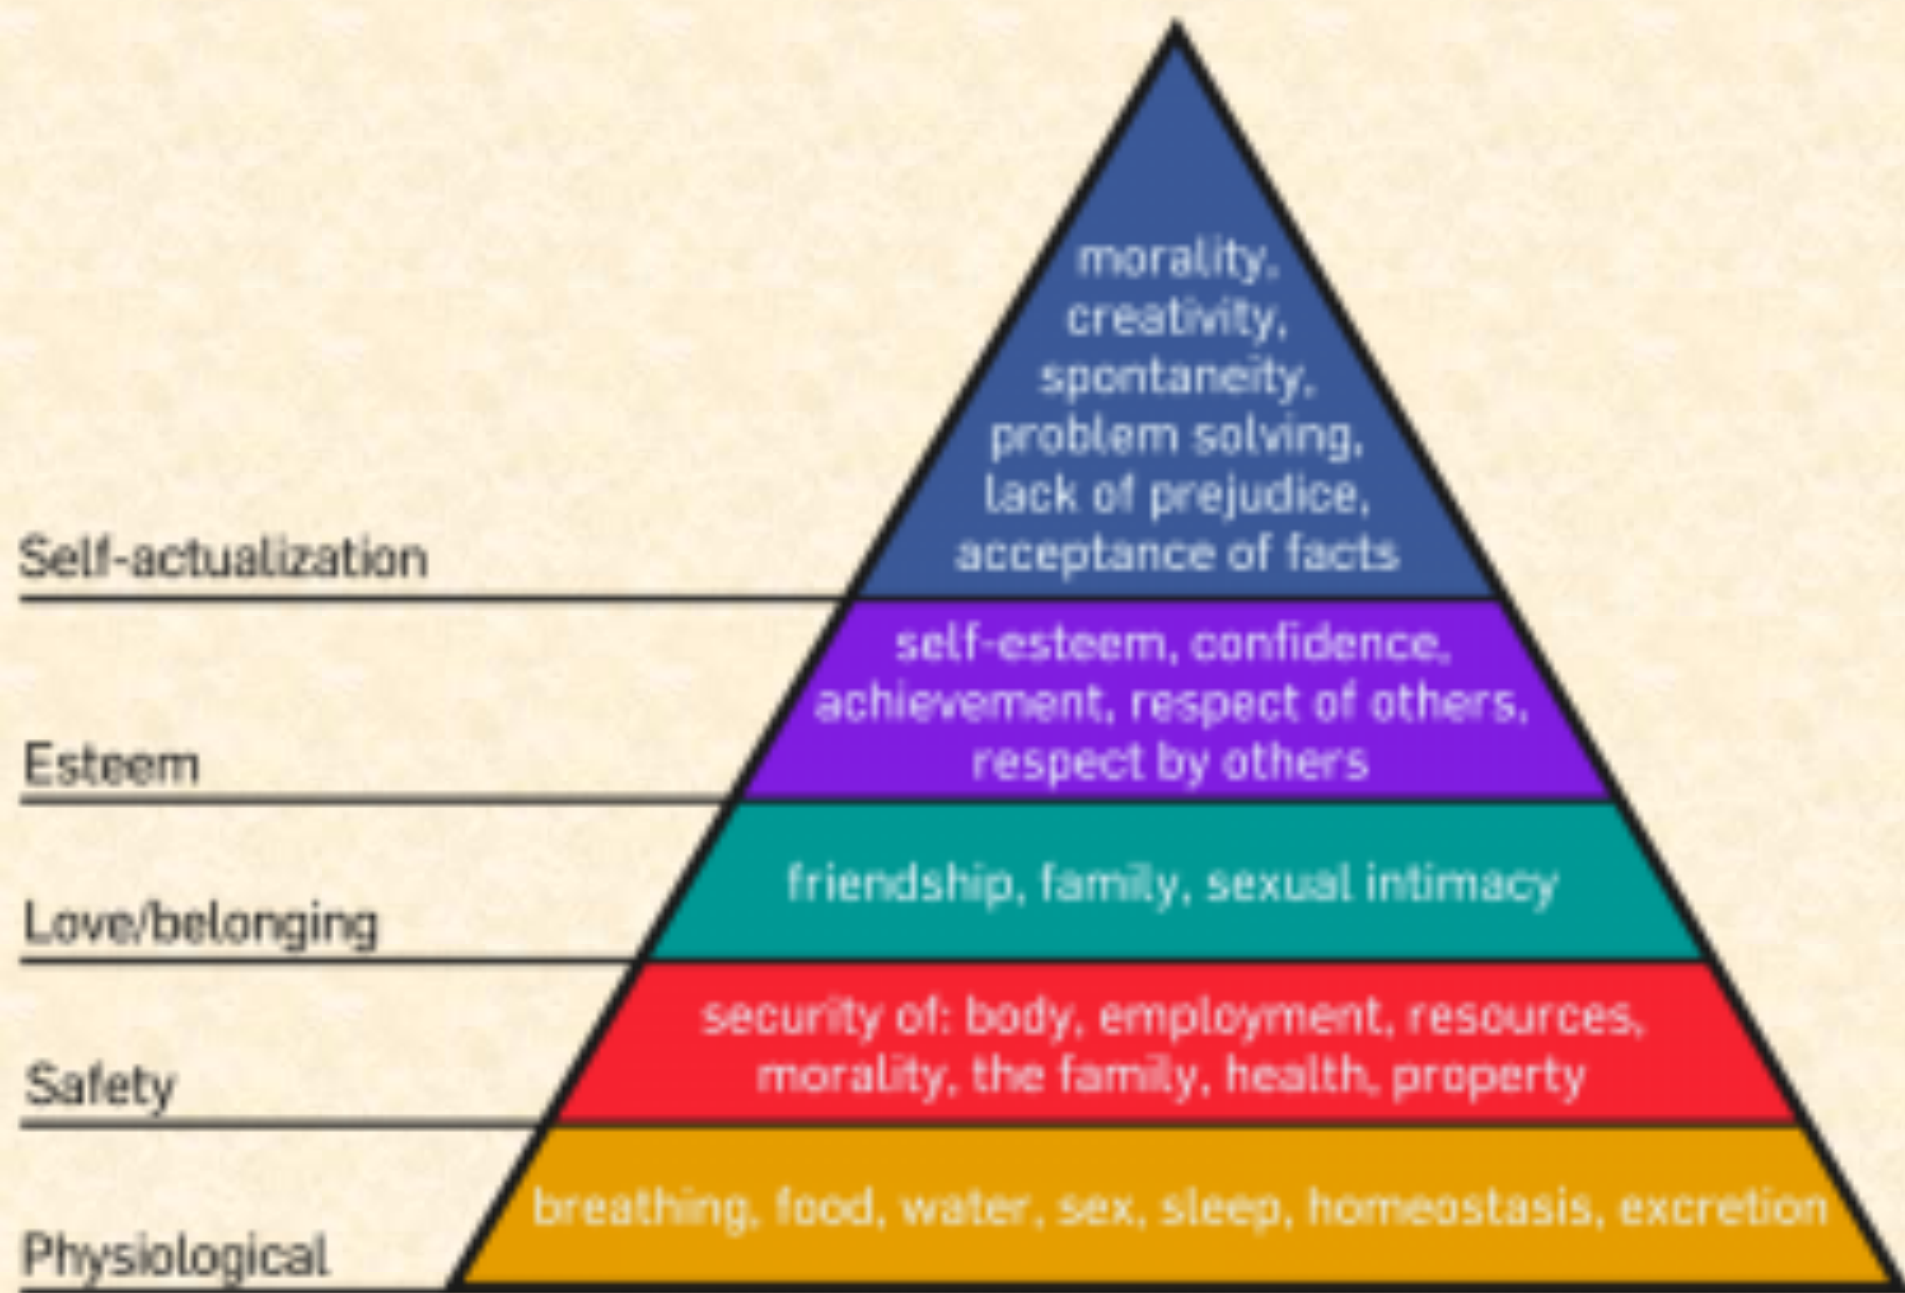 morality,
creativity,
spontaneity,
problem solving,
lack of prejudice,
acceptance of facts
Self-actualization
self-esteem, confidence,
achievement, respect of others,
respect by others
Esteem
friendship, family, sexual intimacy
Love/belonging
security of: body, employment, resources,
morality, the family, health, property
Safety
breathing, food, water, sex, sleep, homeostasis, excretion
Physiological